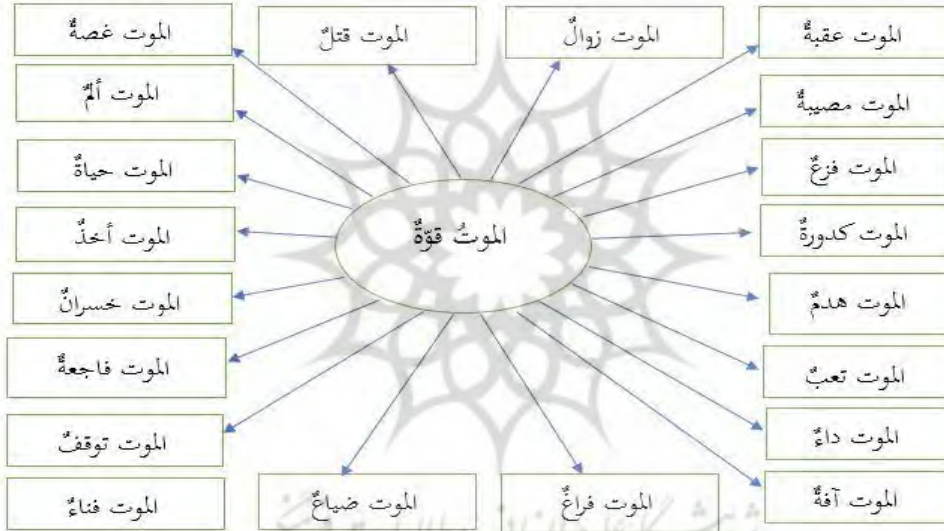 الموت عقبةٌ
الموت زوالٌ
الموت قتلٌ
الموت غصةٌ
الموت مصيبةٌ
الموت ألمٌ
الموت فزعٌ
الموت حياةٌ
الموتُ قوّةٌ
الموت كدورةٌ
الموت أخذٌ
الموت هدمٌ
الموت خسرانٌ
الموت تعبٌ
الموت فاجعةٌ
الموت داءٌ
الموت توقفٌ
الموت آفةٌ
الموت فراغٌ
الموت ضياعٌ
الموت فناءٌ